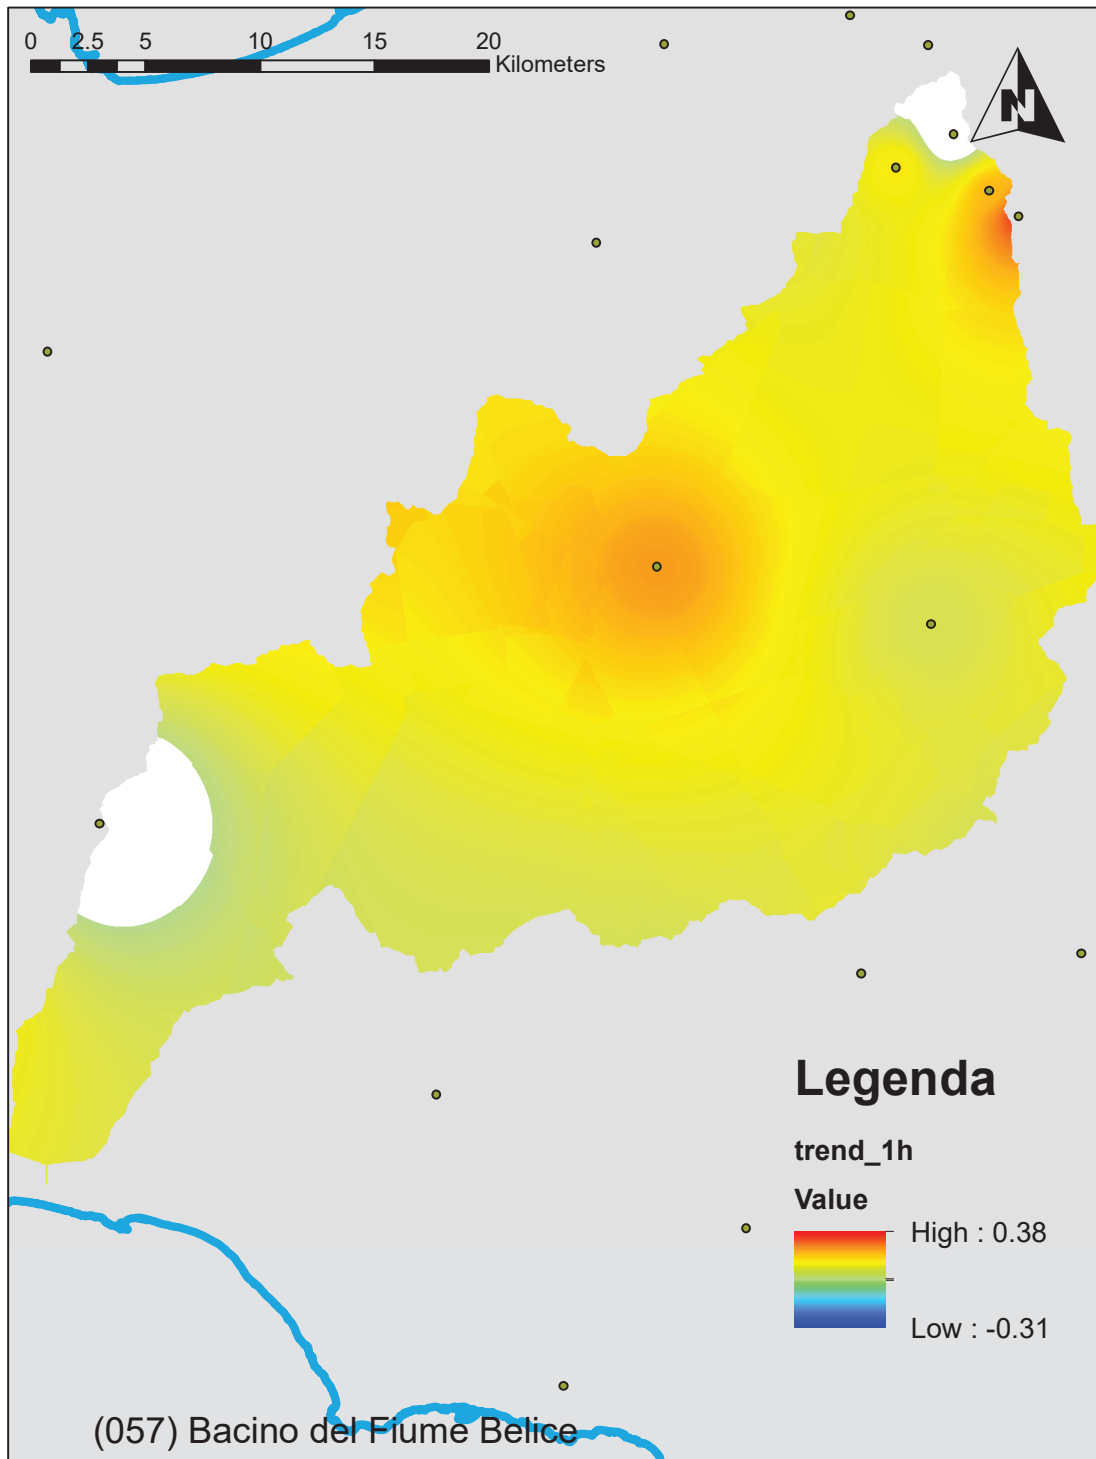 0 2.5 5 10 15 20
Kilometers
N
Legenda
trend_1h
Value
High : 0.38
Low : -0.31
(057) Bacino del Fiume Belice